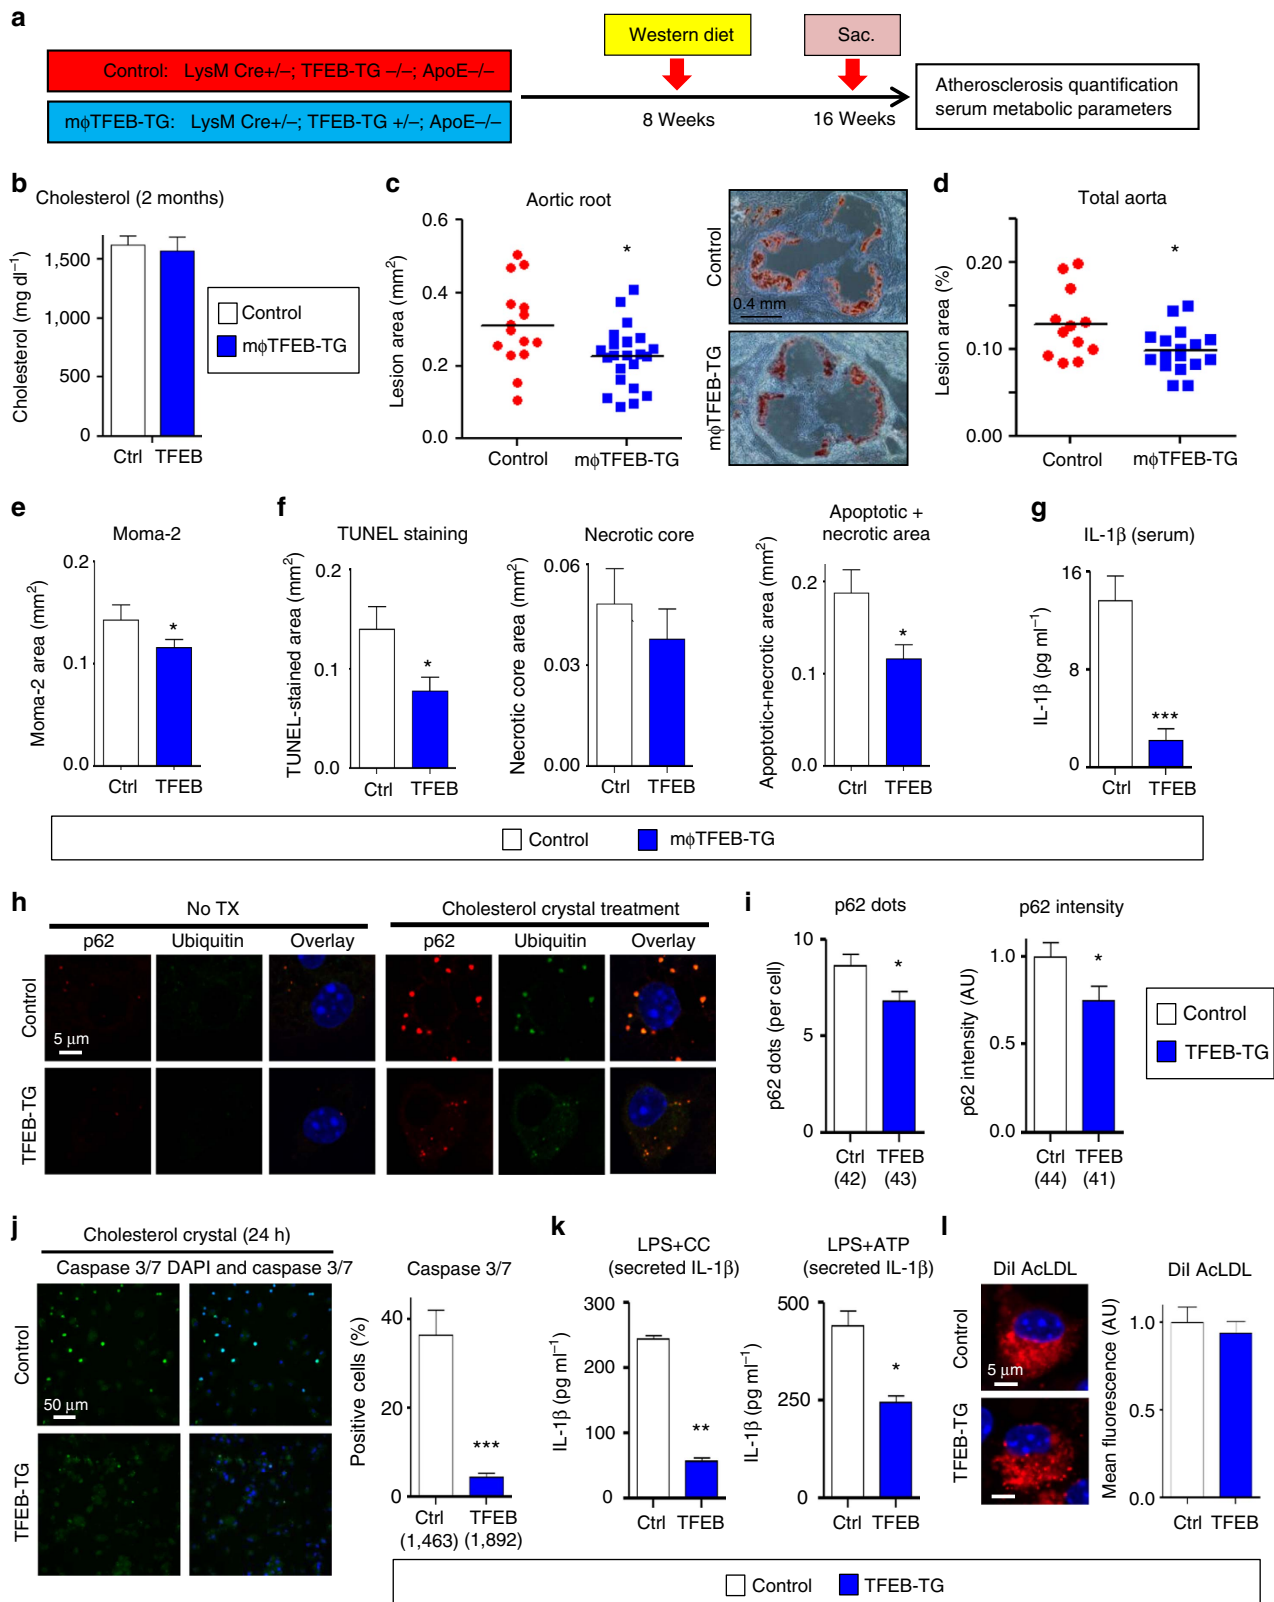 a
Western diet
Sac.
Control: LysM Cre+/−; TFEB-TG −/−; ApoE−/−
mϕTFEB-TG: LysM Cre+/−; TFEB-TG +/−; ApoE−/−
8 Weeks
16 Weeks
Atherosclerosis quantification
serum metabolic parameters
b
Cholesterol (2 months)
Cholesterol (mg dl⁻¹)
1,500
1,000
500
0
Ctrl TFEB
Control
mϕTFEB-TG
c
Aortic root
Lesion area (mm²)
0.6
0.4
0.2
0.0
*
Control mϕTFEB-TG
Control
0.4 mm
mϕTFEB-TG
d
Total aorta
Lesion area (%)
0.20
0.10
0.00
*
Control mϕTFEB-TG
e
Moma-2
Moma-2 area (mm²)
0.2
0.1
0.0
*
Ctrl TFEB
f
TUNEL staining
TUNEL-stained area (mm²)
0.2
0.1
0.0
*
Ctrl TFEB
Necrotic core
Necrotic core area (mm²)
0.06
0.03
0.00
Ctrl TFEB
Apoptotic +
necrotic area
Apoptotic+necrotic area (mm²)
0.2
0.1
0.0
*
Ctrl TFEB
g
IL-1β (serum)
IL-1β (pg ml⁻¹)
16
8
0
***
Ctrl TFEB
Control mϕTFEB-TG
h
No TX
Cholesterol crystal treatment
p62 Ubiquitin Overlay p62 Ubiquitin Overlay
Control
5 µm
TFEB-TG
i
p62 dots
p62 dots (per cell)
10
5
0
*
Ctrl TFEB
(42) (43)
p62 intensity
p62 intensity (AU)
1.0
0.5
0.0
*
Ctrl TFEB
(44) (41)
Control
TFEB-TG
j
Cholesterol crystal (24 h)
Caspase 3/7 DAPI and caspase 3/7
Control
50 µm
TFEB-TG
Caspase 3/7
Positive cells (%)
40
20
0
***
Ctrl TFEB
(1,463) (1,892)
k
LPS+CC
(secreted IL-1β)
IL-1β (pg ml⁻¹)
300
200
100
0
**
Ctrl TFEB
LPS+ATP
(secreted IL-1β)
IL-1β (pg ml⁻¹)
500
250
0
*
Ctrl TFEB
l
Dil AcLDL
Control
5 µm
TFEB-TG
Dil AcLDL
Mean fluorescence (AU)
1.0
0.5
0.0
Ctrl TFEB
Control TFEB-TG